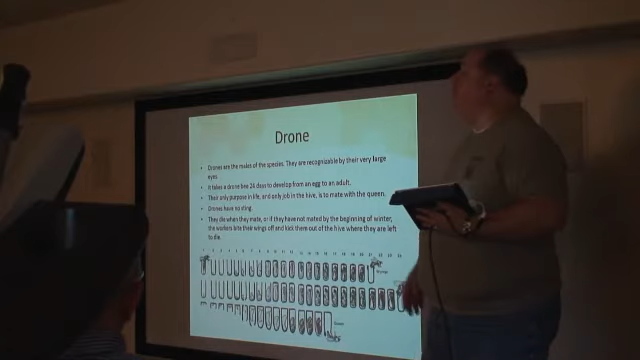 Drone
• Drones are the males of the species. They are recognizable by their very large
eyes.
• It takes a drone bee 24 days to develop from an egg to an adult.
• Their only purpose in life, and only job in the hive, is to mate with the queen.
• Drones have no sting.
• They die when they mate, or if they have not mated by the beginning of winter,
the workers bite their wings off and kick them out of the hive where they are left
to die.